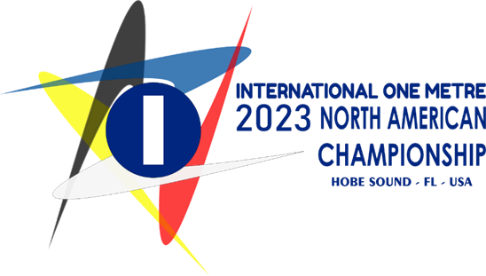 I
INTERNATIONAL ONE METRE
2023 NORTH AMERICAN
CHAMPIONSHIP
HOBE SOUND - FL - USA